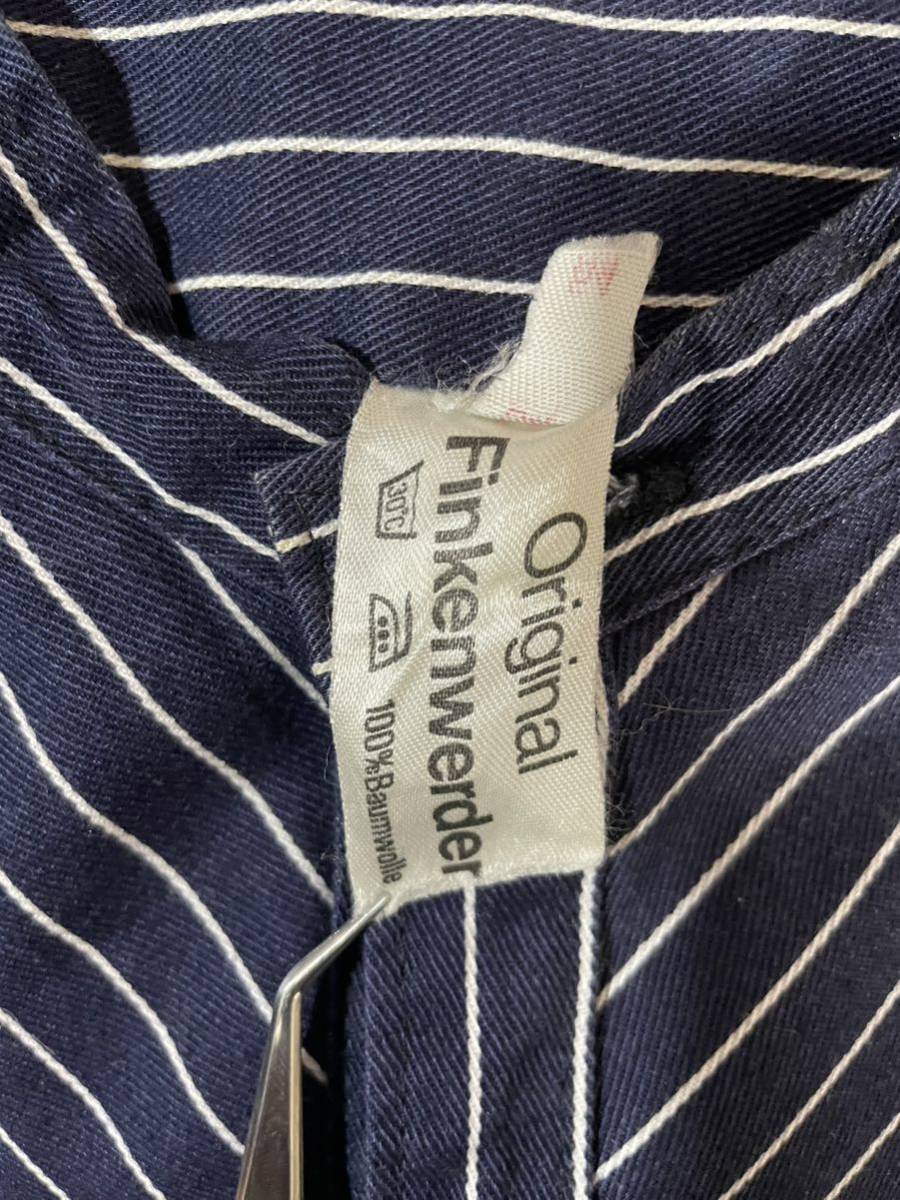 Original
Finkenwerder
30°C
100% Baumwolle